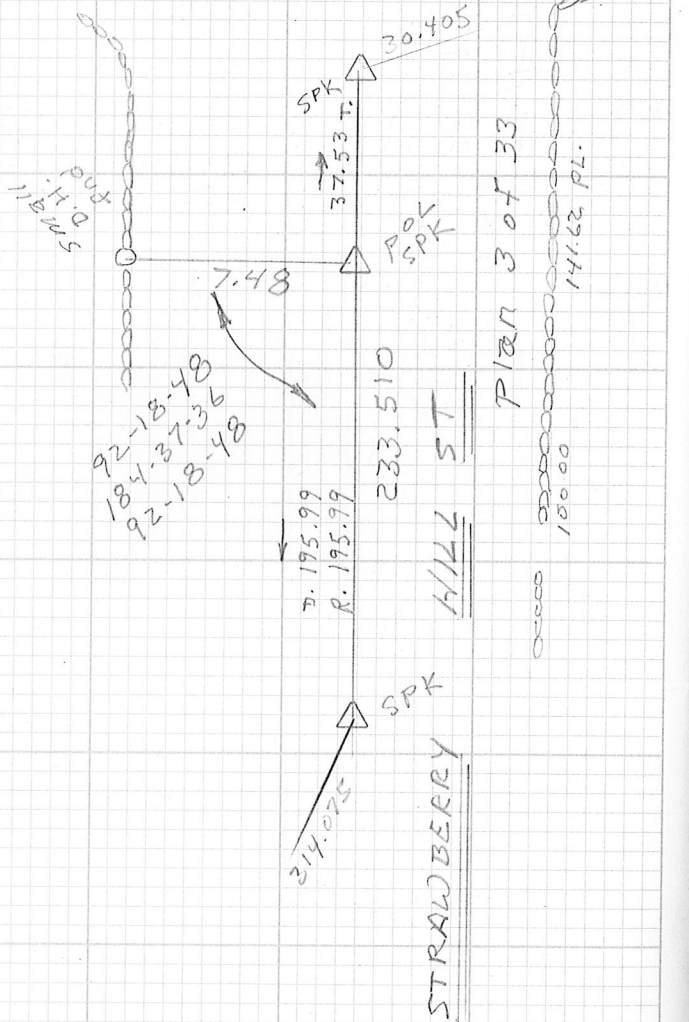 30.405
SPK
37.53 T.
Small
D.H.
Fnd
7.48
POL
SPK
92-18-48
184-37-36
92-18-48
D. 195.99
R. 195.99
233.510
SPK
314.075
STRAWBERRY HILL ST
Plan 3 of 33
100.00
141.62 PL.